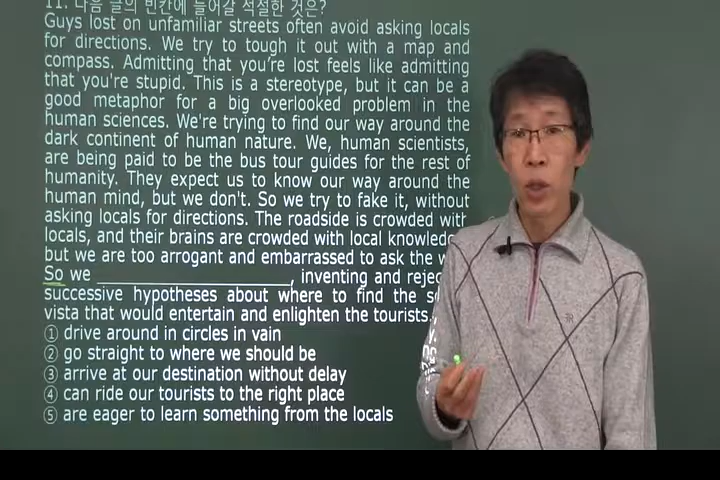 11. 다음 글의 빈칸에 들어갈 적절한 것은?
Guys lost on unfamiliar streets often avoid asking locals
for directions. We try to tough it out with a map and
compass. Admitting that you're lost feels like admitting
that you're stupid. This is a stereotype, but it can be a
good metaphor for a big overlooked problem in the
human sciences. We're trying to find our way around the
dark continent of human nature. We, human scientists,
are being paid to be the bus tour guides for the rest of
humanity. They expect us to know our way around the
human mind, but we don't. So we try to fake it, without
asking locals for directions. The roadside is crowded with
locals, and their brains are crowded with local
but we are too arrogant and embarrassed to ask the
So we ____________________, inventing and
successive hypotheses about where to find the
vista that would entertain and enlighten the tourists.
① drive around in circles in vain
② go straight to where we should be
③ arrive at our destination without delay
④ can ride our tourists to the right place
⑤ are eager to learn something from the locals